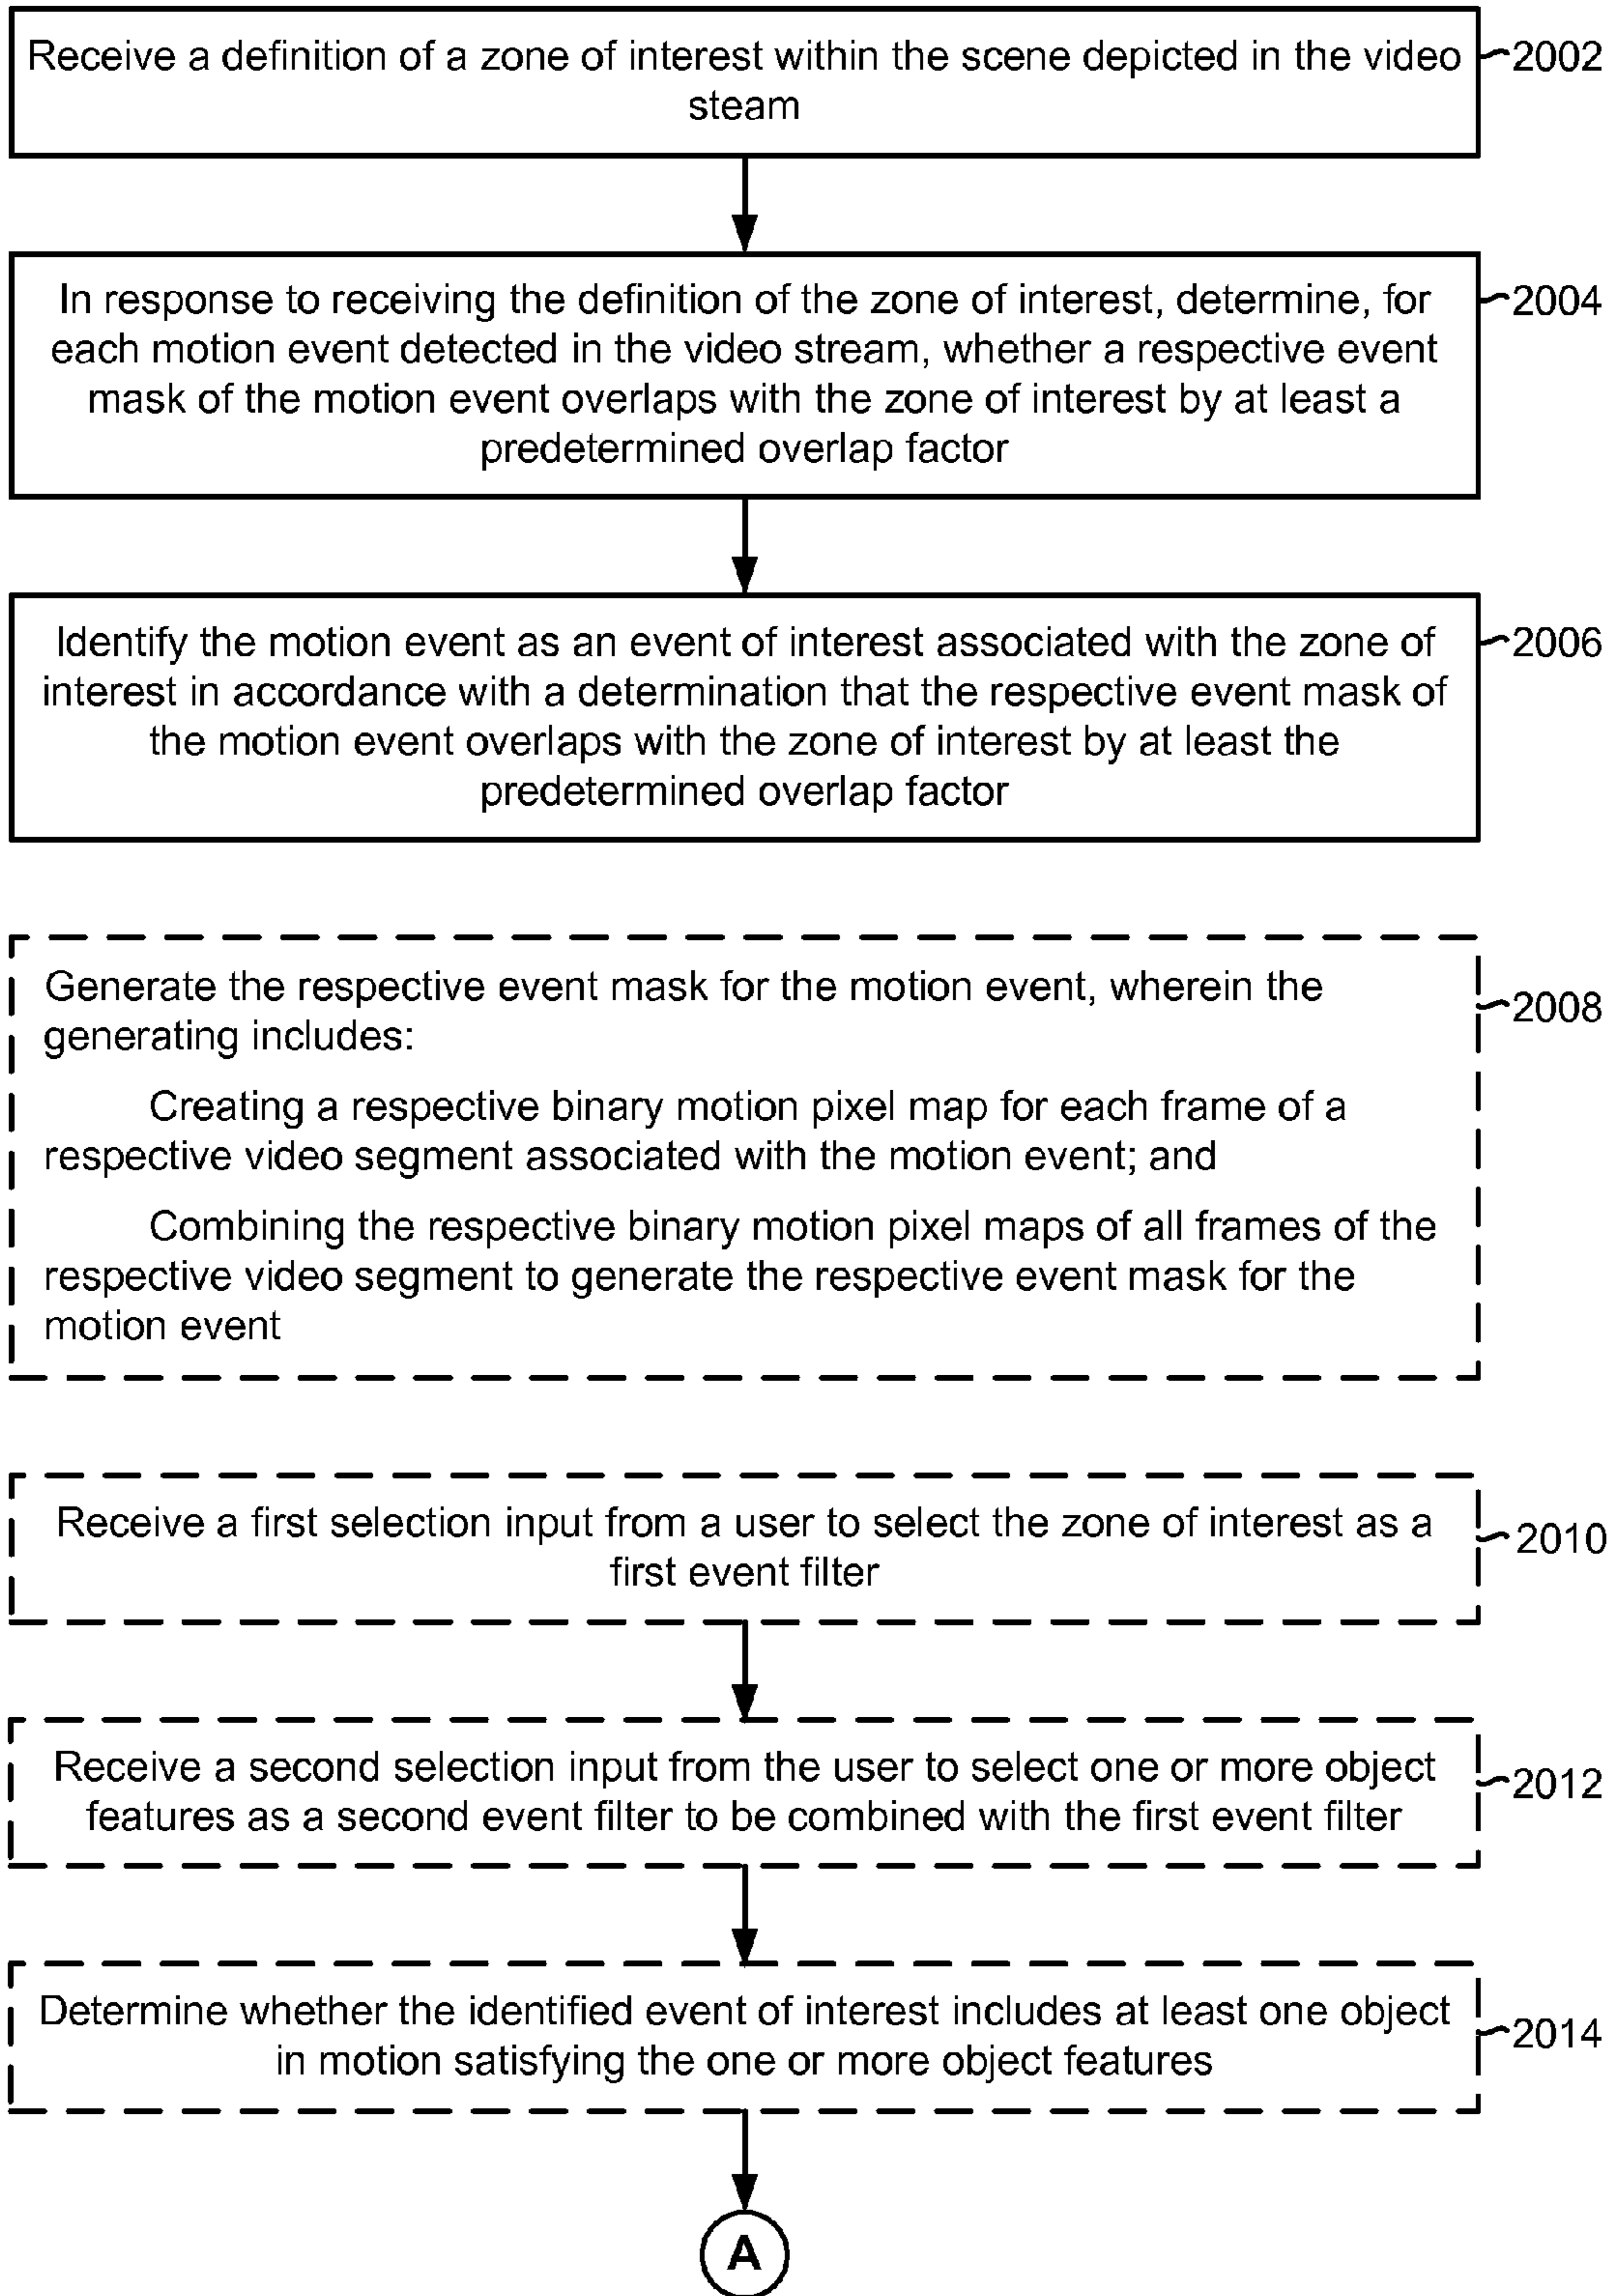 Receive a definition of a zone of interest within the scene depicted in the video
steam
2002
In response to receiving the definition of the zone of interest, determine, for
each motion event detected in the video stream, whether a respective event
mask of the motion event overlaps with the zone of interest by at least a
predetermined overlap factor
2004
Identify the motion event as an event of interest associated with the zone of
interest in accordance with a determination that the respective event mask of
the motion event overlaps with the zone of interest by at least the
predetermined overlap factor
2006
Generate the respective event mask for the motion event, wherein the
generating includes:
Creating a respective binary motion pixel map for each frame of a
respective video segment associated with the motion event; and
Combining the respective binary motion pixel maps of all frames of the
respective video segment to generate the respective event mask for the
motion event
2008
Receive a first selection input from a user to select the zone of interest as a
first event filter
2010
Receive a second selection input from the user to select one or more object
features as a second event filter to be combined with the first event filter
2012
Determine whether the identified event of interest includes at least one object
in motion satisfying the one or more object features
2014
A